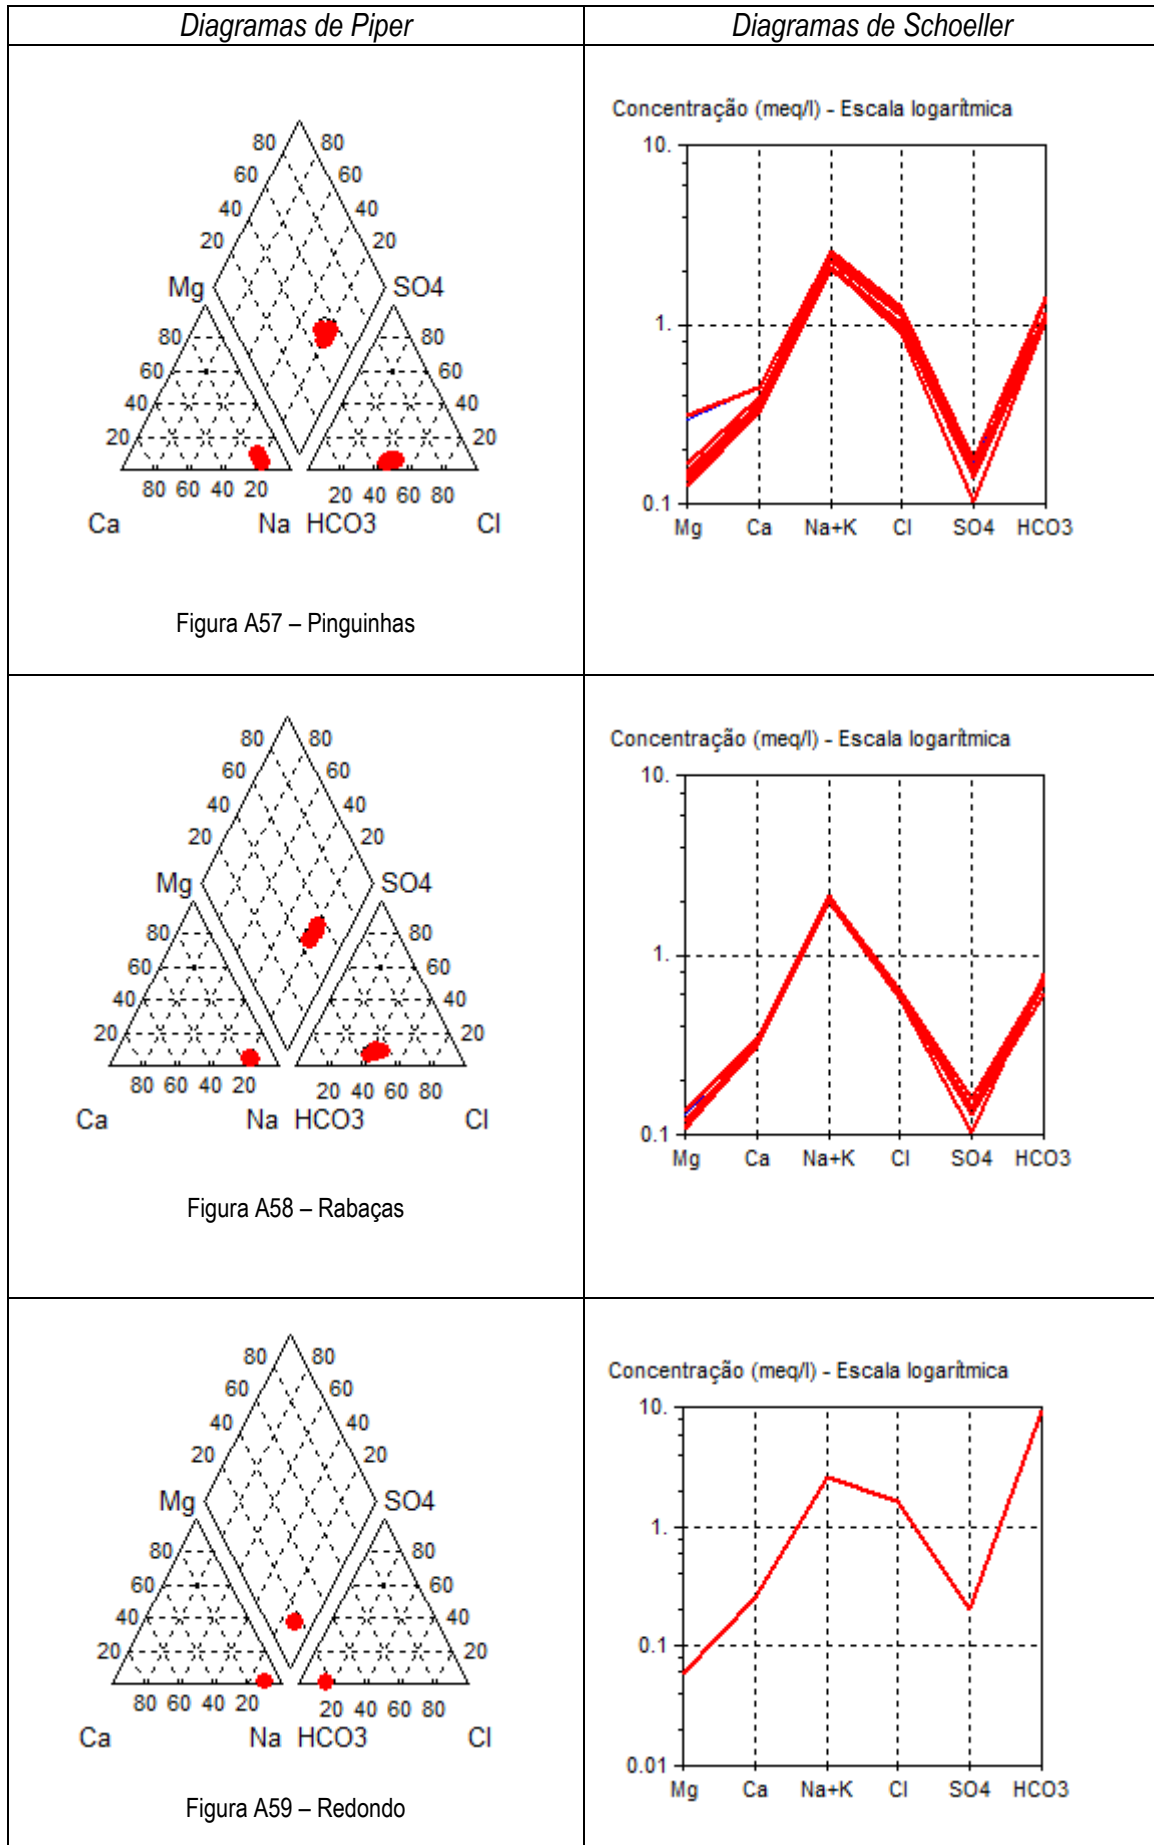 Diagramas de Piper
Diagramas de Schoeller
80 80
60 60
40 40
20 20
Mg SO4
80 80
60 60
40 40
20 20
80 60 40 20 20 40 60 80
Ca Na HCO3 Cl
Figura A57 – Pinguinhas
Concentração (meq/l) - Escala logarítmica
10.
1.
0.1
Mg Ca Na+K Cl SO4 HCO3
80 80
60 60
40 40
20 20
Mg SO4
80 80
60 60
40 40
20 20
80 60 40 20 20 40 60 80
Ca Na HCO3 Cl
Figura A58 – Rabaças
Concentração (meq/l) - Escala logarítmica
10.
1.
0.1
Mg Ca Na+K Cl SO4 HCO3
80 80
60 60
40 40
20 20
Mg SO4
80 80
60 60
40 40
20 20
80 60 40 20 20 40 60 80
Ca Na HCO3 Cl
Figura A59 – Redondo
Concentração (meq/l) - Escala logarítmica
10.
1.
0.1
0.01
Mg Ca Na+K Cl SO4 HCO3